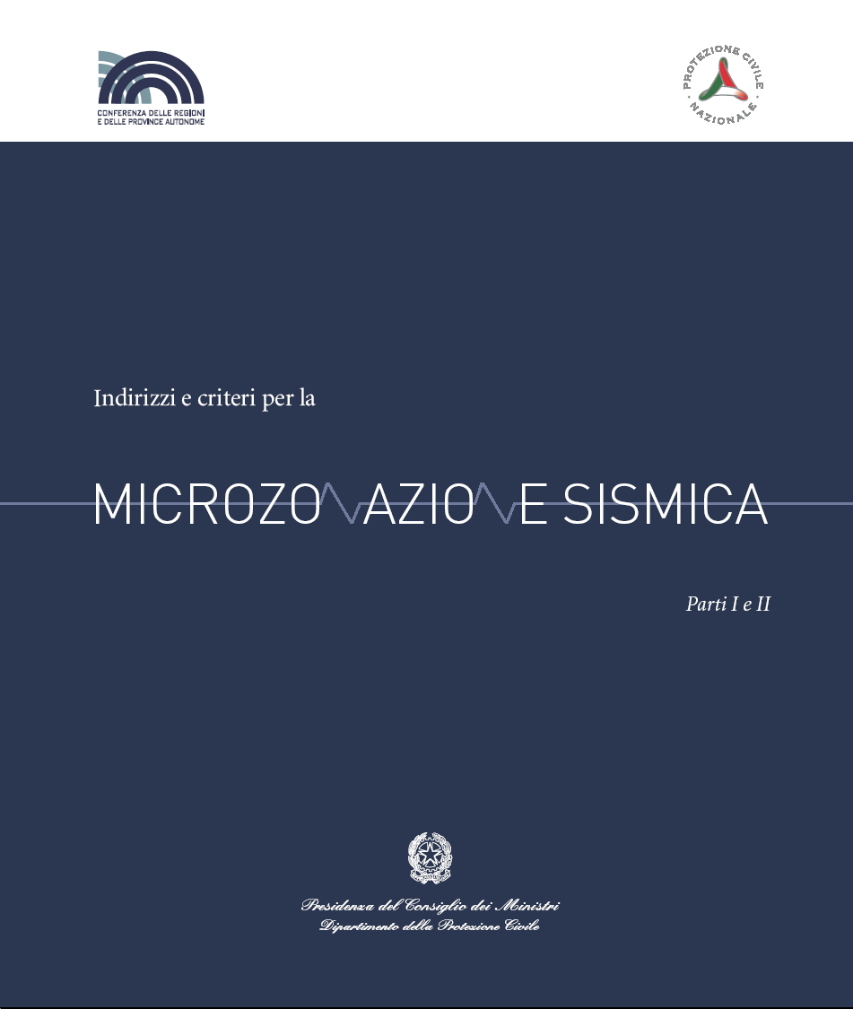 CONFERENZA DELLE REGIONI
E DELLE PROVINCE AUTONOME
· PROTEZIONE CIVILE · NAZIONALE
Indirizzi e criteri per la
MICROZONAZIONE SISMICA
Parti I e II
Presidenza del Consiglio dei Ministri
Dipartimento della Protezione Civile